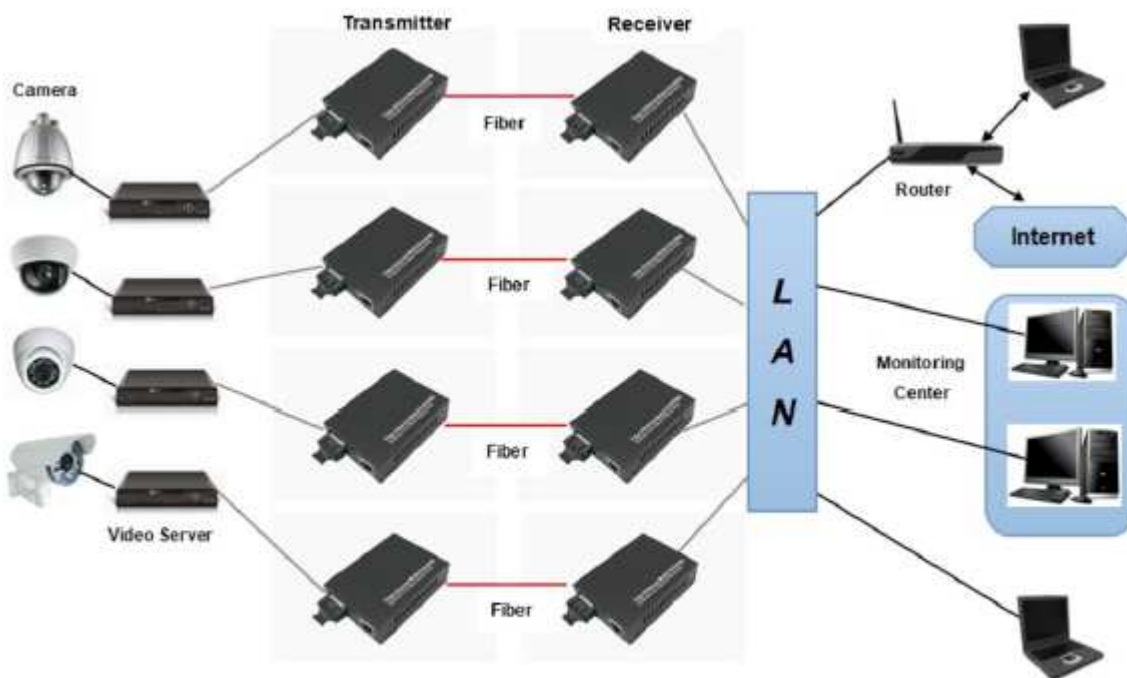 Transmitter
Receiver
Camera
Fiber
Router
Internet
Fiber
L
A
N
Monitoring
Center
Fiber
Video Server
Fiber